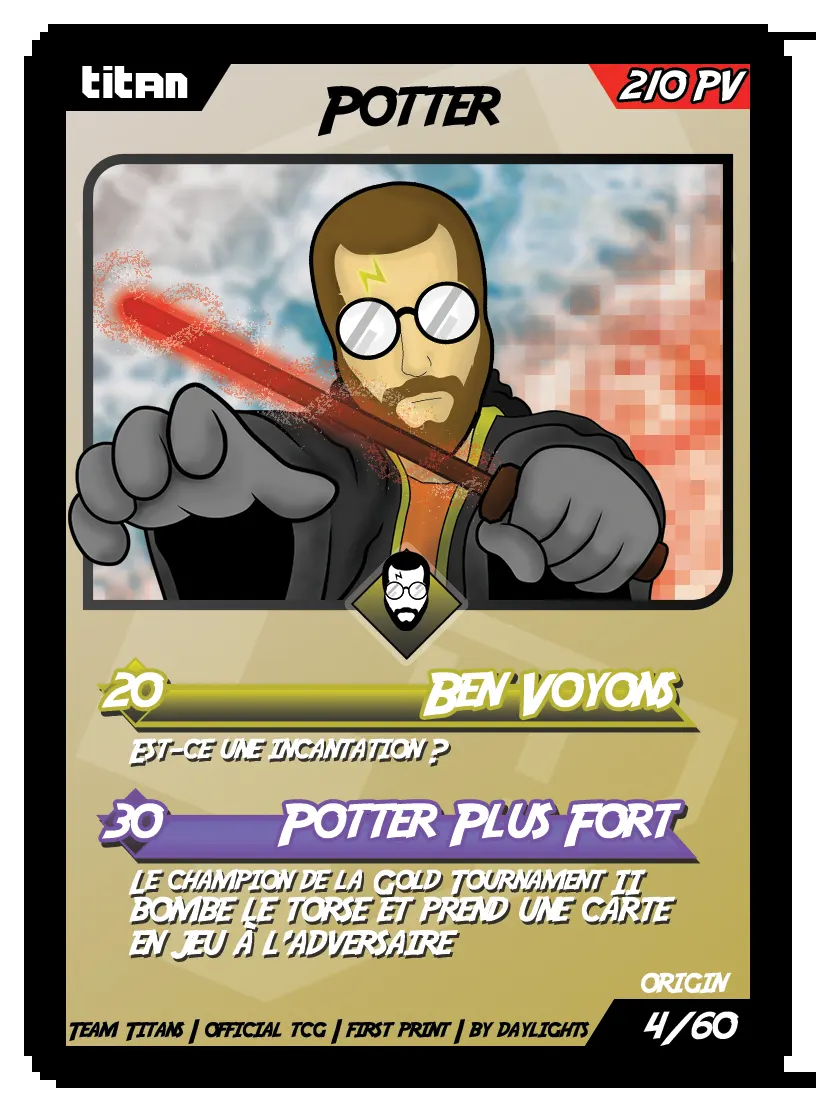 titan
POTTER
210 PV
20
BEN VOYONS
EST-CE UNE INCANTATION ?
30
POTTER PLUS FORT
LE CHAMPION DE LA GOLD TOURNAMENT II
BOMBE LE TORSE ET PREND UNE CARTE
EN JEU À L'ADVERSAIRE
ORIGIN
TEAM TITANS | OFFICIAL TCG | FIRST PRINT | BY DAYLIGHTS
4/60